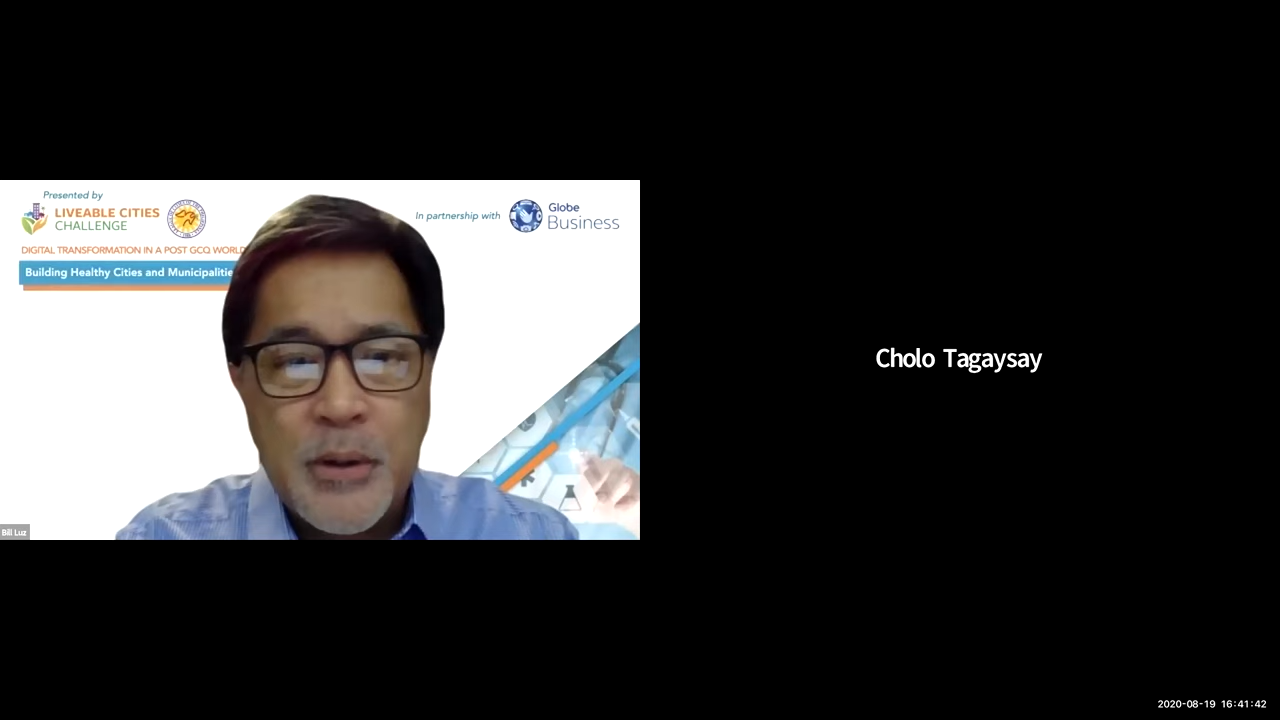 Presented by
LIVEABLE CITIES
CHALLENGE
In partnership with
Globe
Business
DIGITAL TRANSFORMATION IN A POST GCQ WORLD
Building Healthy Cities and Municipalitie
Bill Luz
Cholo Tagaysay
2020-08-19 16:41:42